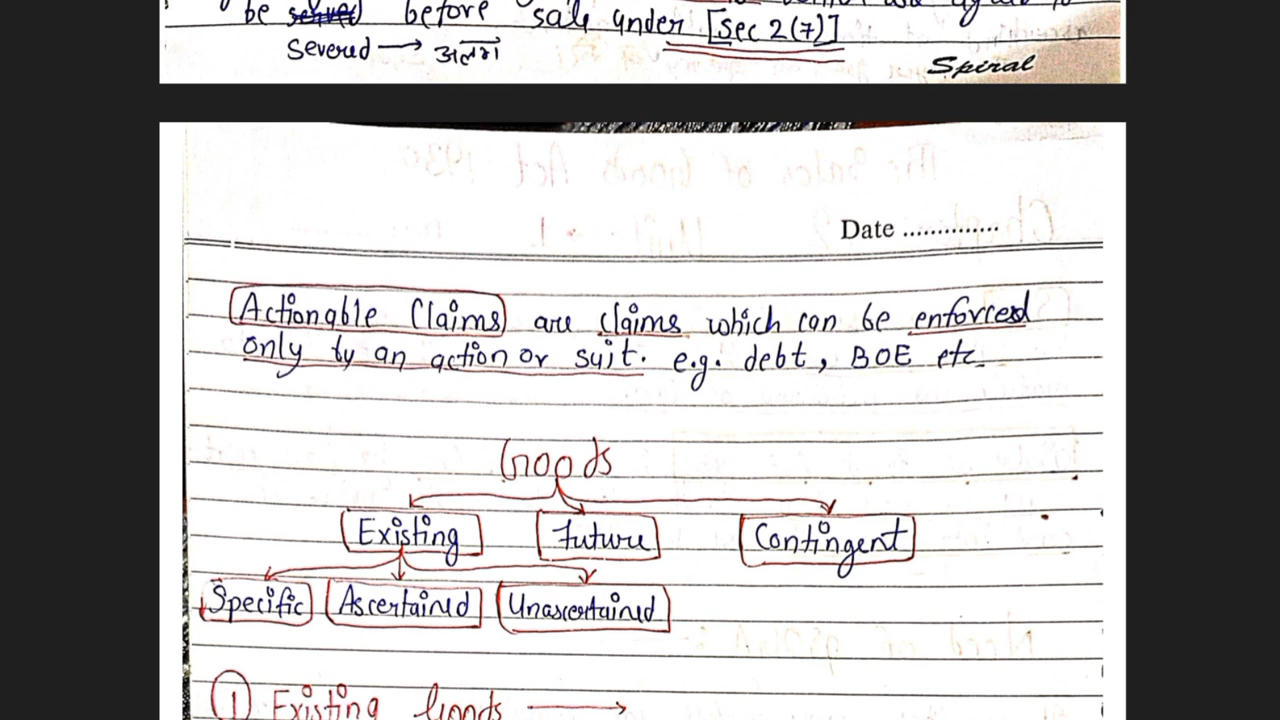 be served before sale under [Sec 2(7)]
Severed → अलग
Spiral
Date ..............
Actionable Claims are claims which can be enforced
only by an action or suit. e.g. debt, BOE etc
Goods
Existing Future Contingent
Specific Ascertained Unascertained
① Existing Goods →